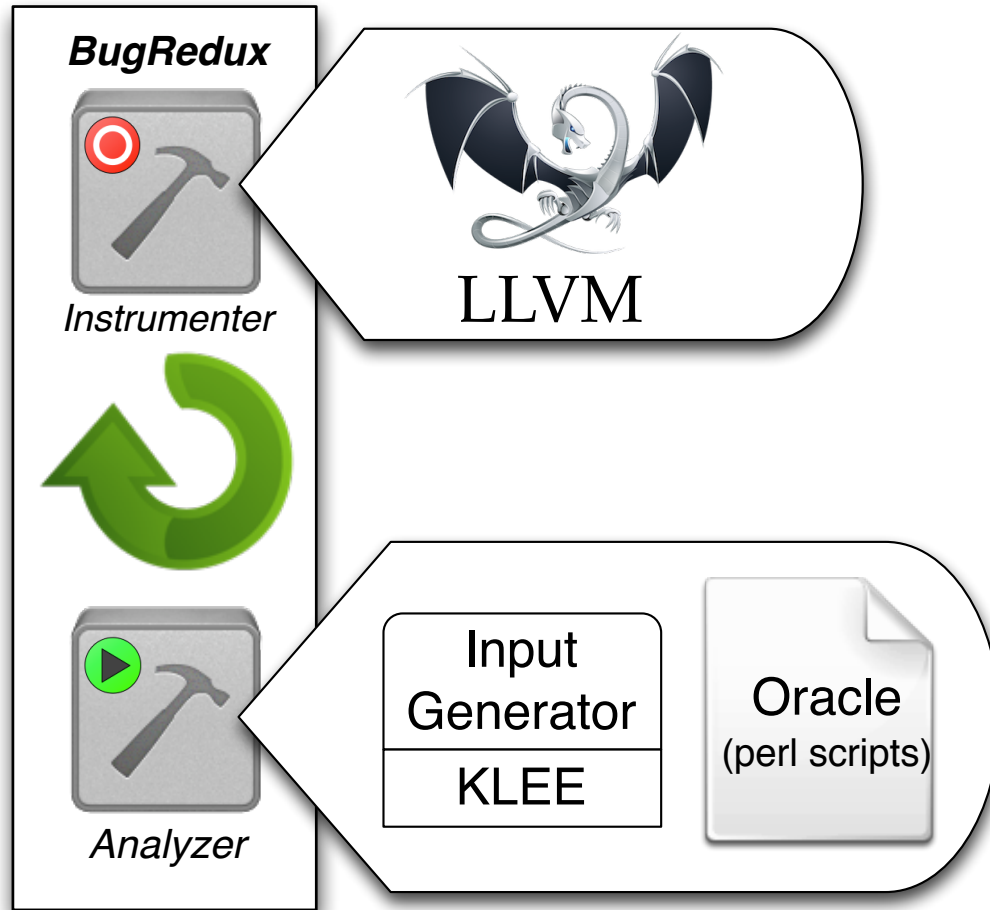 BugRedux
Instrumenter
LLVM
Analyzer
Input
Generator
KLEE
Oracle
(perl scripts)